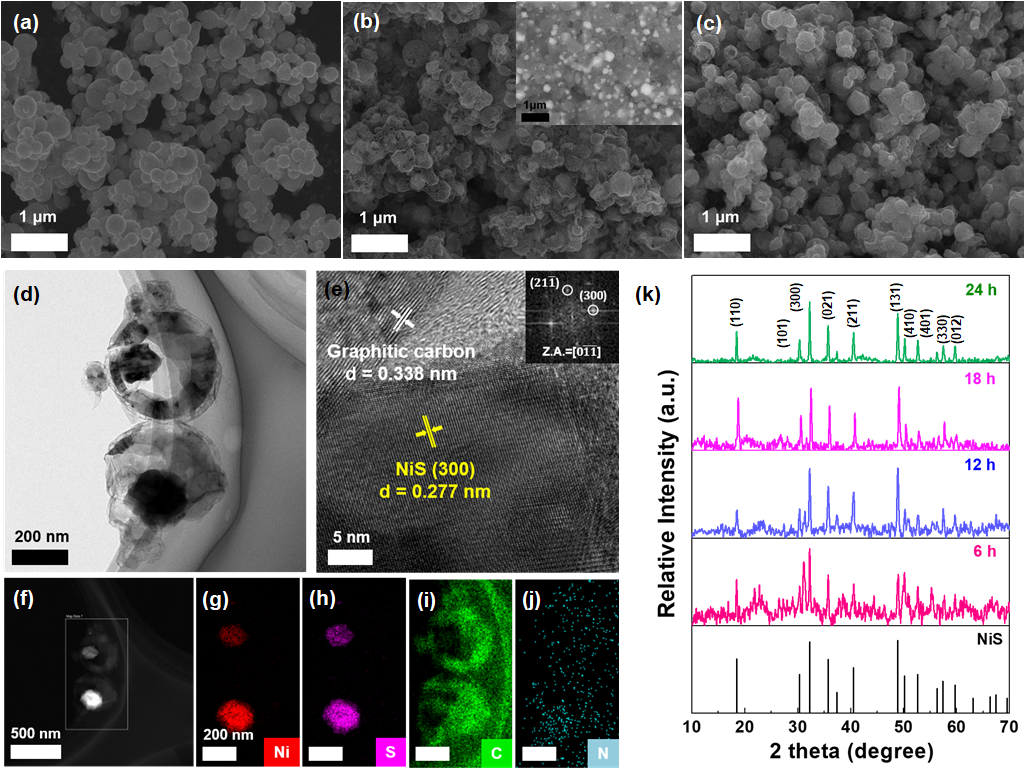 (a)
1 µm
(b)
1µm
1 µm
(c)
1 µm
(d)
200 nm
(e)
(21̄1̄)
(300)
Z.A.=[011̄]
Graphitic carbon
d = 0.338 nm
NiS (300)
d = 0.277 nm
5 nm
(f)
500 nm
(g)
200 nm
Ni
(h)
S
(i)
C
(j)
N
(k)
Relative Intensity (a.u.)
24 h
(110)
(101)
(300)
(021)
(211)
(131)
(410)
(401)
(330)
(012)
18 h
12 h
6 h
NiS
10 20 30 40 50 60 70
2 theta (degree)